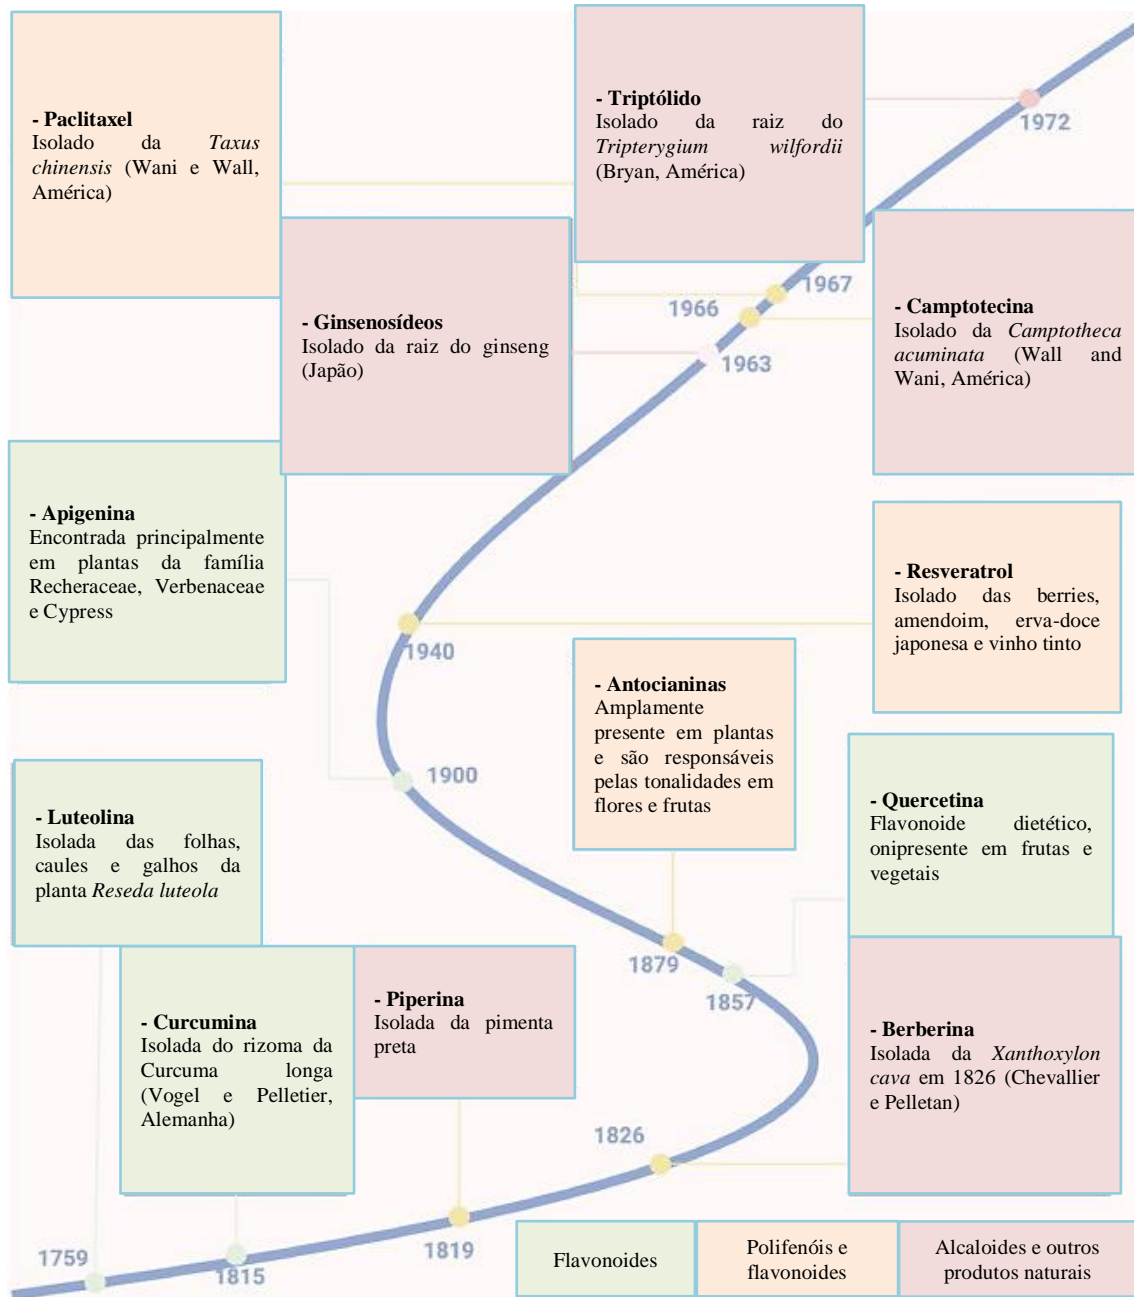 - Paclitaxel
Isolado da Taxus
chinensis (Wani e Wall,
América)
- Triptólido
Isolado da raiz do
Tripterygium wilfordii
(Bryan, América)
1972
1967
1966
1963
- Ginsenosídeos
Isolado da raiz do ginseng
(Japão)
- Camptotecina
Isolado da Camptotheca
acuminata (Wall and
Wani, América)
- Apigenina
Encontrada principalmente
em plantas da família
Recheraceae, Verbenaceae
e Cypress
- Resveratrol
Isolado das berries,
amendoim, erva-doce
japonesa e vinho tinto
1940
- Antocianinas
Amplamente
presente em plantas
e são responsáveis
pelas tonalidades em
flores e frutas
1900
- Luteolina
Isolada das folhas,
caules e galhos da
planta Reseda luteola
- Quercetina
Flavonoide dietético,
onipresente em frutas e
vegetais
1879
1857
- Curcumina
Isolada do rizoma da
Curcuma longa
(Vogel e Pelletier,
Alemanha)
- Piperina
Isolada da pimenta
preta
- Berberina
Isolada da Xanthoxylon
cava em 1826 (Chevallier
e Pelletan)
1826
1759
1815
1819
Flavonoides
Polifenóis e
flavonoides
Alcaloides e outros
produtos naturais